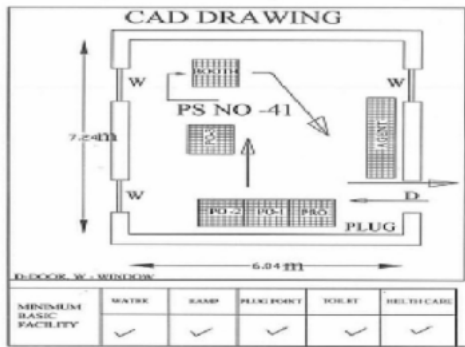 CAD DRAWING
W
BOOTH
W
PS NO -41
AGENT
7.24m
W
D
PO-2 PO-1 PRO
PLUG
6.04 m
D-DOOR, W - WINDOW
MINIMUM BASIC FACILITY
WATER RAMP PLUG POINT TOILET HELTH CARE
✓ ✓ ✓ ✓ ✓